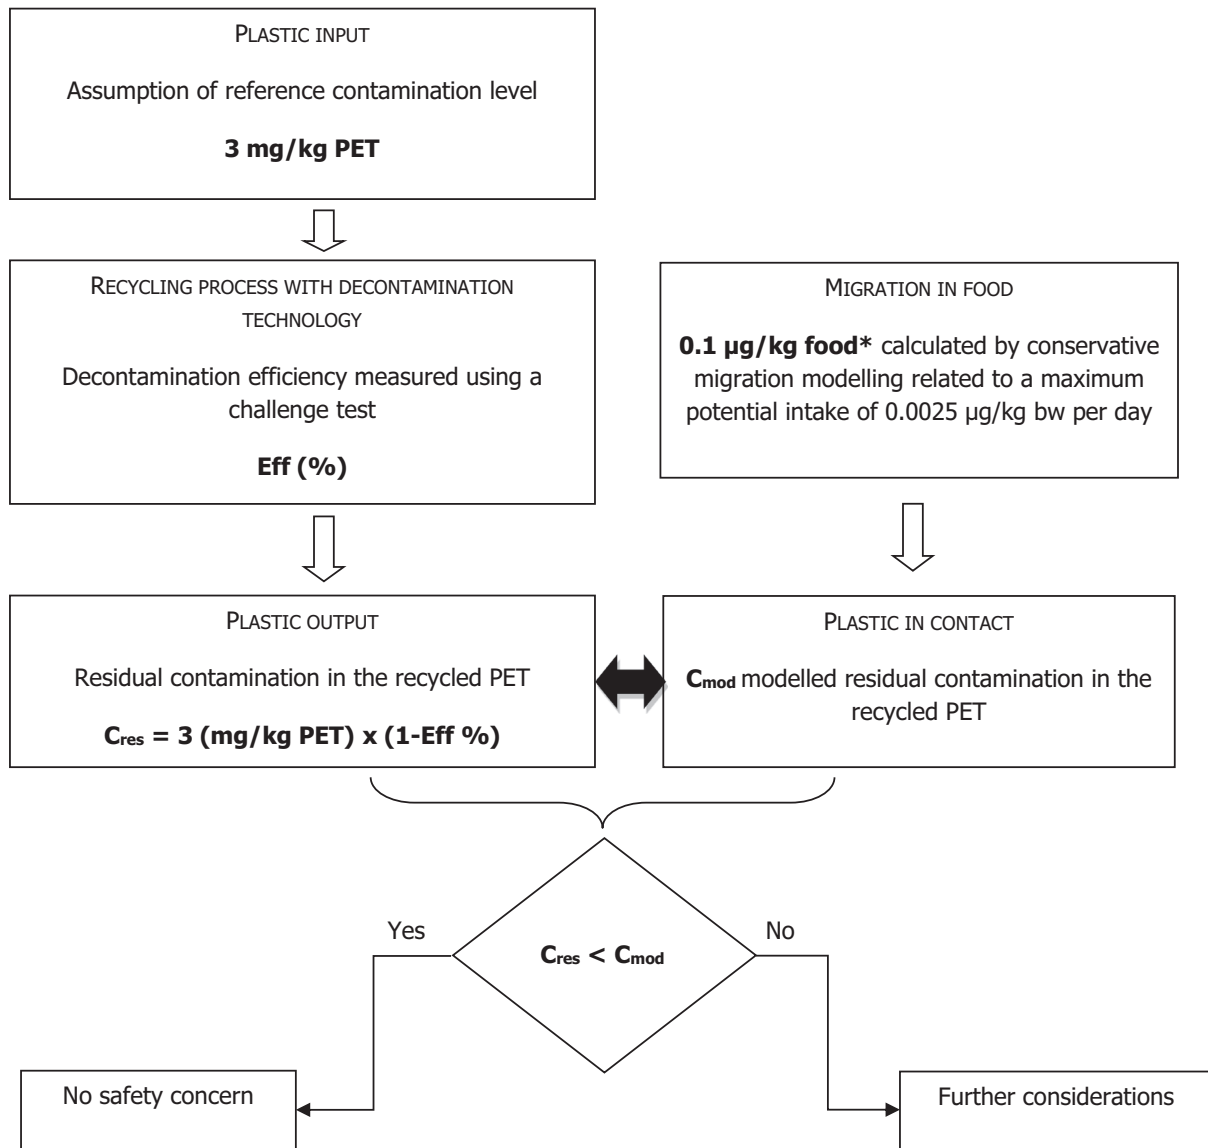 PLASTIC INPUT
Assumption of reference contamination level
3 mg/kg PET
RECYCLING PROCESS WITH DECONTAMINATION
TECHNOLOGY
Decontamination efficiency measured using a
challenge test
Eff (%)
MIGRATION IN FOOD
0.1 µg/kg food* calculated by conservative
migration modelling related to a maximum
potential intake of 0.0025 µg/kg bw per day
PLASTIC OUTPUT
Residual contamination in the recycled PET
Cres = 3 (mg/kg PET) x (1-Eff %)
PLASTIC IN CONTACT
Cmod modelled residual contamination in the
recycled PET
Yes
Cres < Cmod
No
No safety concern
Further considerations